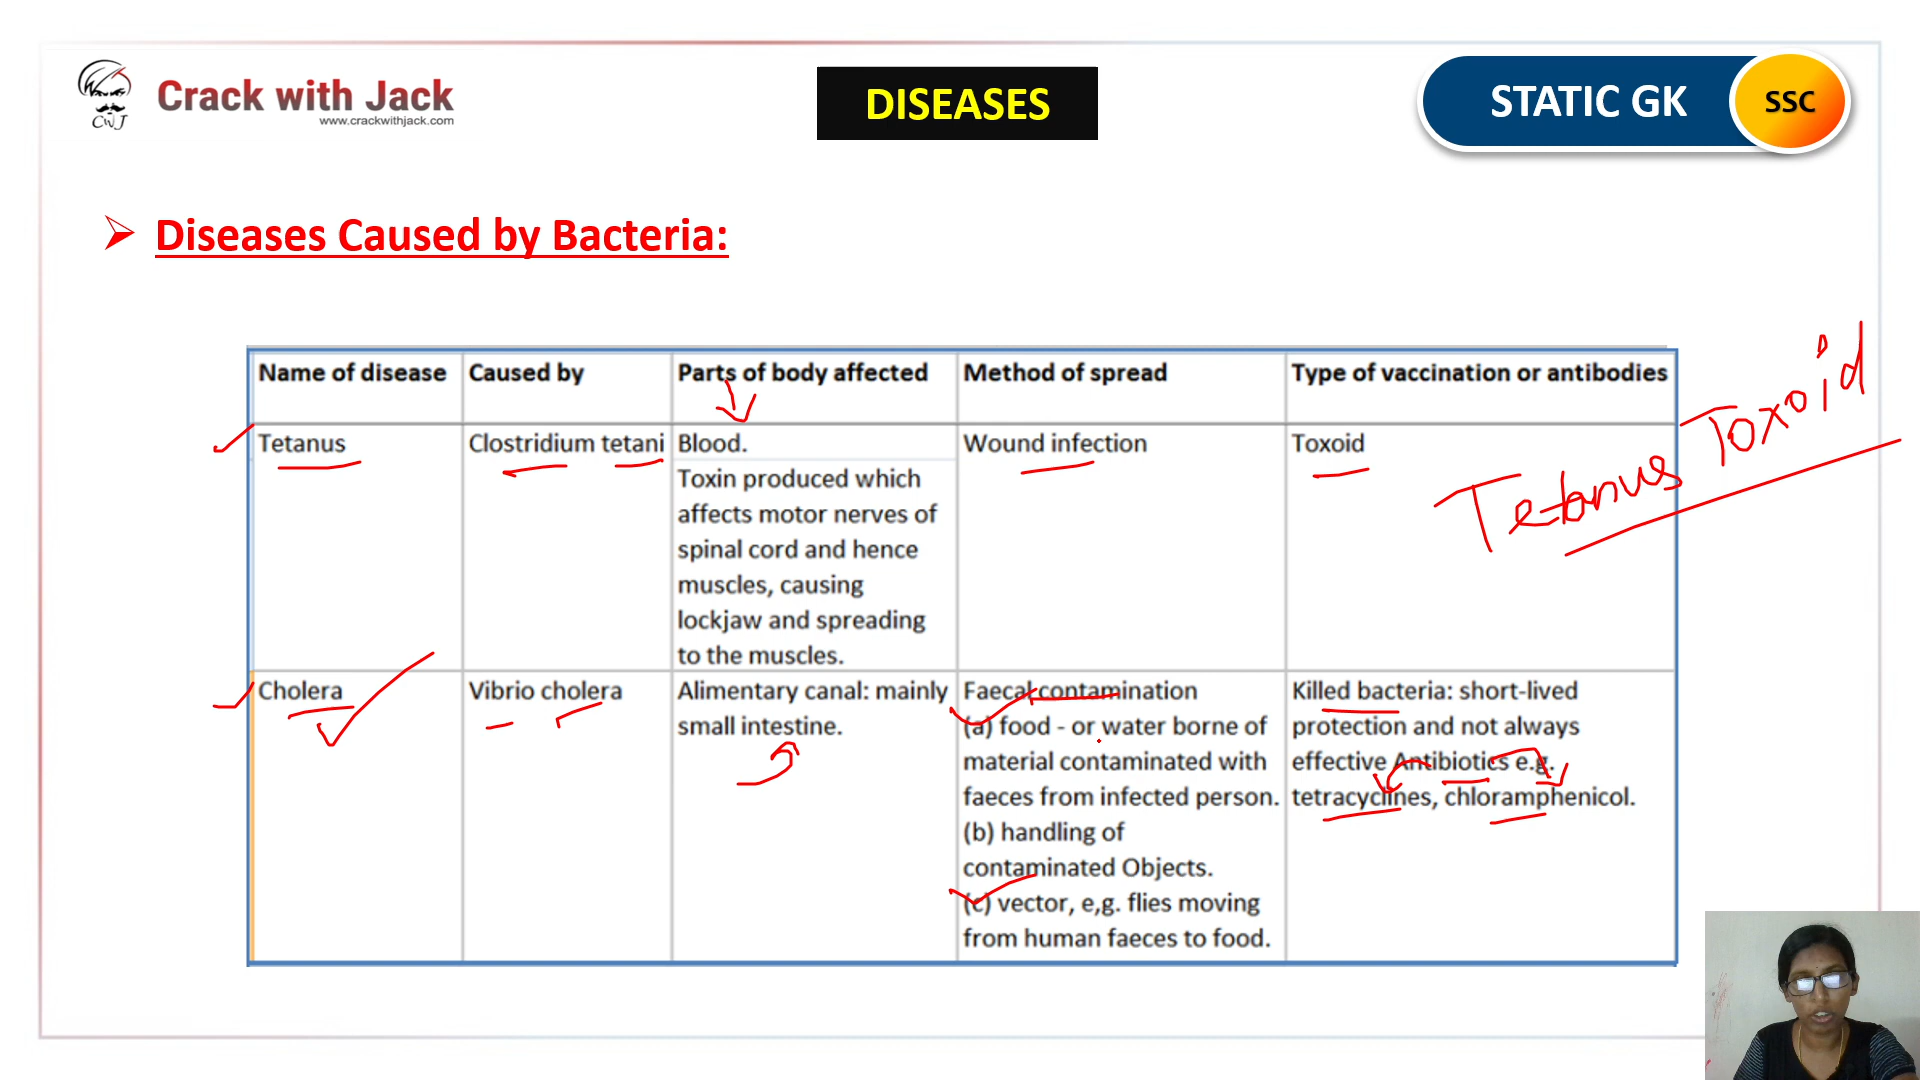 Crack with Jack
www.crackwithjack.com
CWJ
DISEASES
STATIC GK
SSC
Diseases Caused by Bacteria:
Name of disease
Caused by
Parts of body affected
Method of spread
Type of vaccination or antibodies
Tetanus
Clostridium tetani
Blood.
Toxin produced which
affects motor nerves of
spinal cord and hence
muscles, causing
lockjaw and spreading
to the muscles.
Wound infection
Toxoid
Tetanus Toxoid
Cholera
Vibrio cholera
Alimentary canal: mainly
small intestine.
Faecal contamination
(a) food - or water borne of
material contaminated with
faeces from infected person.
(b) handling of
contaminated Objects.
(c) vector, e,g. flies moving
from human faeces to food.
Killed bacteria: short-lived
protection and not always
effective Antibiotics e.g.
tetracyclines, chloramphenicol.